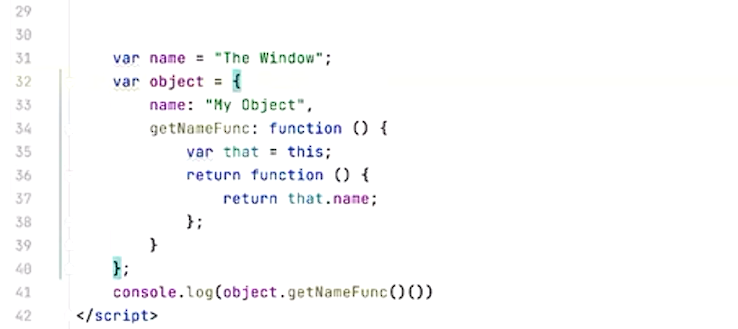 29
30
31 var name = "The Window";
32 var object = {
33 name: "My Object",
34 getNameFunc: function () {
35 var that = this;
36 return function () {
37 return that.name;
38 };
39 }
40 };
41 console.log(object.getNameFunc()())
42 </script>